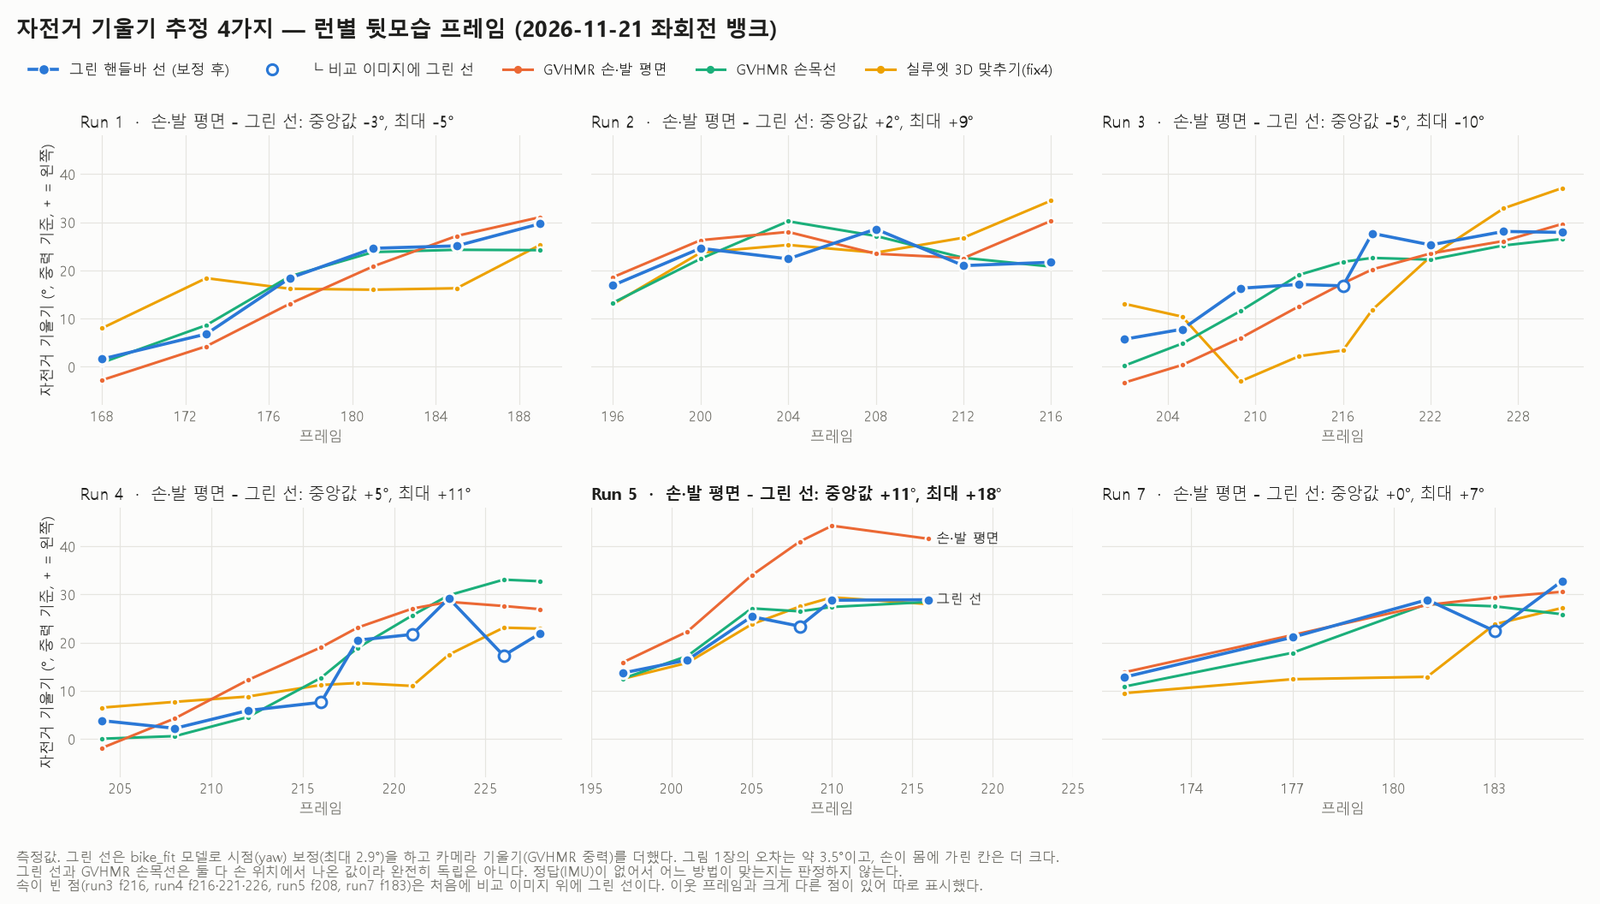 자전거 기울기 추정 4가지 — 런별 뒷모습 프레임 (2026-11-21 좌회전 뱅크)
그린 핸들바 선 (보정 후)
└ 비교 이미지에 그린 선
GVHMR 손·발 평면
GVHMR 손목선
실루엣 3D 맞추기(fix4)
Run 1 · 손·발 평면 – 그린 선: 중앙값 -3°, 최대 -5°
Run 2 · 손·발 평면 – 그린 선: 중앙값 +2°, 최대 +9°
Run 3 · 손·발 평면 – 그린 선: 중앙값 -5°, 최대 -10°
자전거 기울기 (°, 중력 기준, + = 왼쪽)
40
30
20
10
0
168 172 176 180 184 188
196 200 204 208 212 216
204 210 216 222 228
프레임
프레임
프레임
Run 4 · 손·발 평면 – 그린 선: 중앙값 +5°, 최대 +11°
Run 5 · 손·발 평면 – 그린 선: 중앙값 +11°, 최대 +18°
Run 7 · 손·발 평면 – 그린 선: 중앙값 +0°, 최대 +7°
자전거 기울기 (°, 중력 기준, + = 왼쪽)
40
30
20
10
0
손·발 평면
그린 선
205 210 215 220 225
195 200 205 210 215 220 225
174 177 180 183
프레임
프레임
프레임
측정값. 그린 선은 bike_fit 모델로 시점(yaw) 보정(최대 2.9°)을 하고 카메라 기울기(GVHMR 중력)를 더했다. 그림 1장의 오차는 약 3.5°이고, 손이 몸에 가린 칸은 더 크다.
그린 선과 GVHMR 손목선은 둘 다 손 위치에서 나온 값이라 완전히 독립은 아니다. 정답(IMU)이 없어서 어느 방법이 맞는지는 판정하지 않는다.
속이 빈 점(run3 f216, run4 f216·221·226, run5 f208, run7 f183)은 처음에 비교 이미지 위에 그린 선이다. 이웃 프레임과 크게 다른 점이 있어 따로 표시했다.